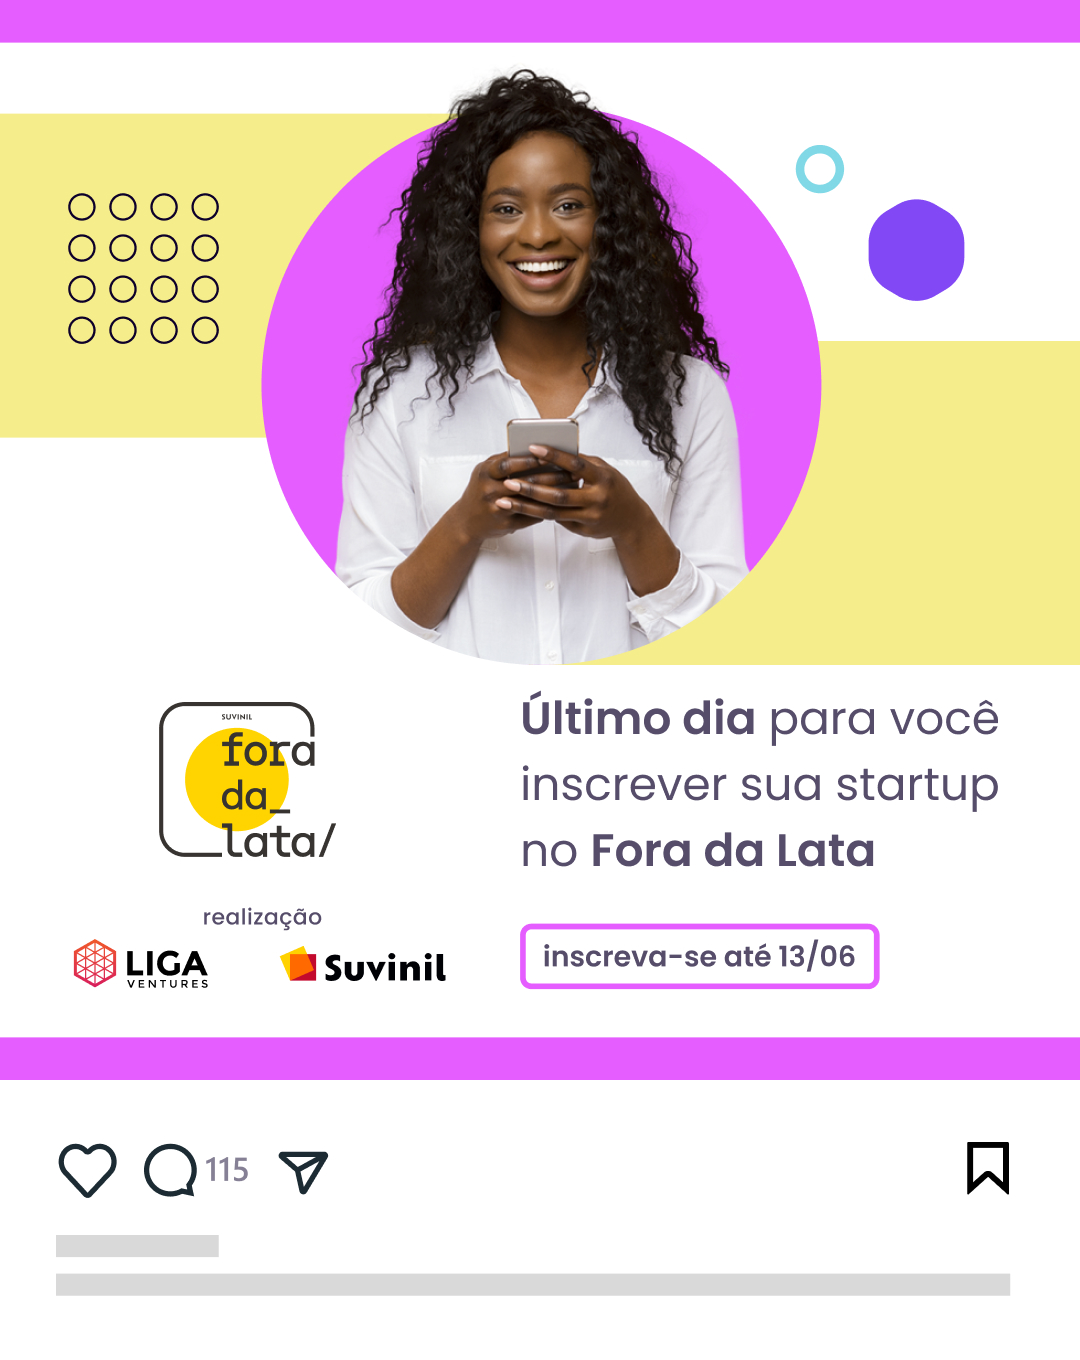 SUVINIL
fora
da_
lata/
Último dia para você
inscrever sua startup
no Fora da Lata
realização
LIGA
VENTURES
Suvinil
inscreva-se até 13/06
115